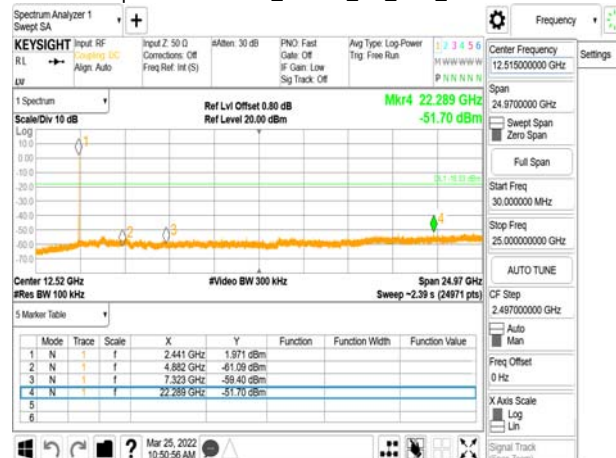 Spectrum Analyzer 1
Swept SA
+
Frequency
Settings
KEYSIGHT
Input: RF
Coupling: DC
Align: Auto
RL
LW
Input Z: 50 Ω
Corrections: Off
Freq Ref: Int (S)
#Atten: 30 dB
PNO: Fast
Gate: Off
IF Gain: Low
Sig Track: Off
Avg Type: Log-Power
Trig: Free Run
1 2 3 4 5 6
M W W W W W
P N N N N N
1 Spectrum
Scale/Div 10 dB
Log
Ref Lvl Offset 0.80 dB
Ref Level 20.00 dBm
Mkr4 22.289 GHz
-51.70 dBm
10.0
0.00
-10.0
-20.0
-30.0
-40.0
-50.0
-60.0
-70.0
1
2
3
4
Center 12.52 GHz
#Res BW 100 kHz
#Video BW 300 kHz
Span 24.97 GHz
Sweep ~2.39 s (24971 pts)
5 Marker Table
Mode Trace Scale X Y Function Function Width Function Value
1 N 1 f 2.441 GHz 1.971 dBm
2 N 1 f 4.882 GHz -61.09 dBm
3 N 1 f 7.323 GHz -59.40 dBm
4 N 1 f 22.289 GHz -51.70 dBm
5
6
Mar 25, 2022
10:50:56 AM
Center Frequency
12.515000000 GHz
Span
24.9700000 GHz
Swept Span
Zero Span
Full Span
Start Freq
30.000000 MHz
Stop Freq
25.000000000 GHz
AUTO TUNE
CF Step
2.497000000 GHz
Auto
Man
Freq Offset
0 Hz
X Axis Scale
Log
Lin
Signal Track